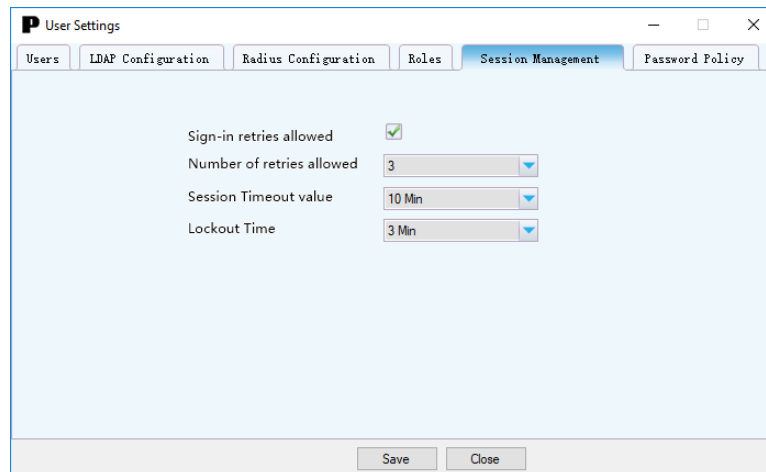 P User Settings
Users LDAP Configuration Radius Configuration Roles Session Management Password Policy
Sign-in retries allowed
Number of retries allowed 3
Session Timeout value 10 Min
Lockout Time 3 Min
Save Close